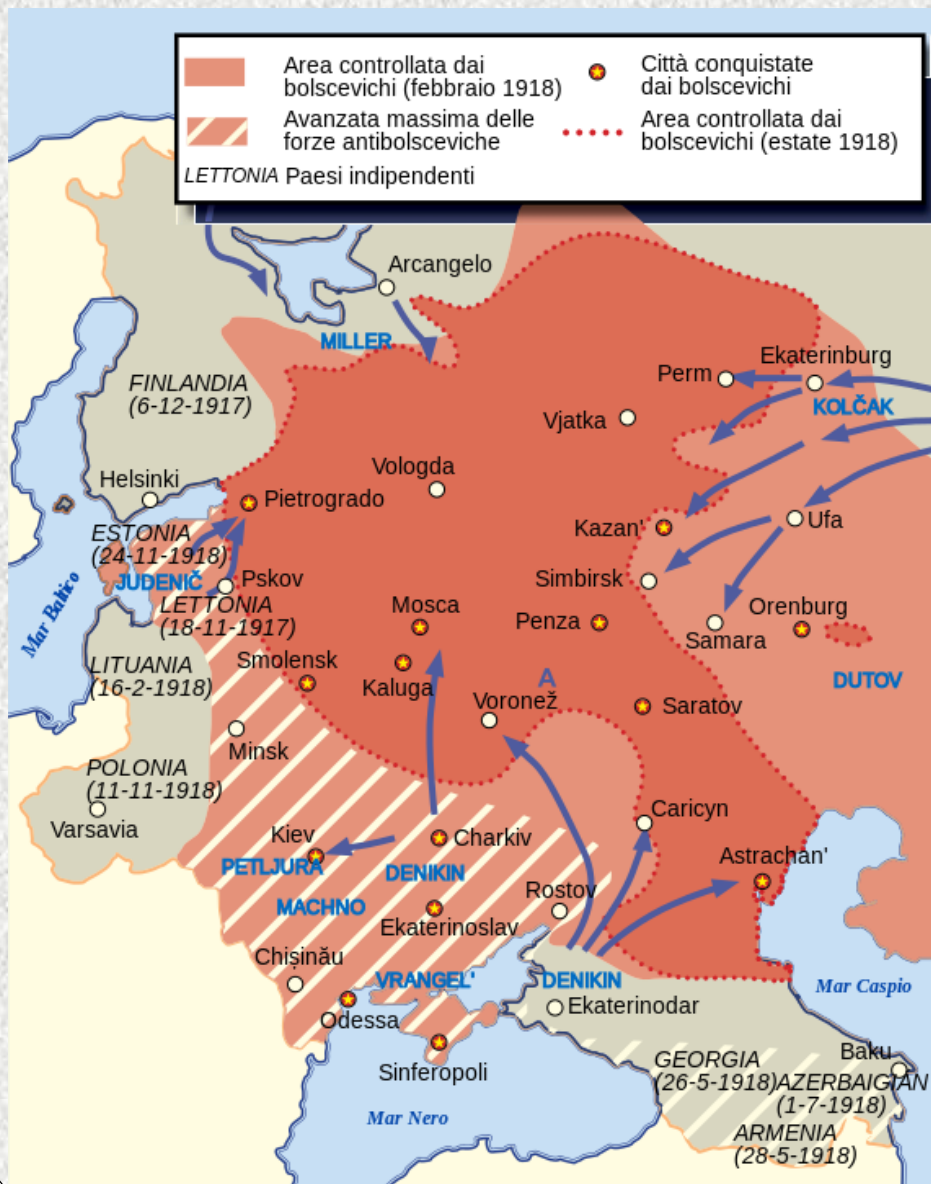 Area controllata dai
bolscevichi (febbraio 1918)
Città conquistate
dai bolscevichi
Avanzata massima delle
forze antibolsceviche
Area controllata dai
bolscevichi (estate 1918)
LETTONIA Paesi indipendenti
Arcangelo
MILLER
Ekaterinburg
Perm
KOLČAK
FINLANDIA
(6-12-1917)
Vjatka
Vologda
Helsinki
Pietrogrado
Kazan'
Ufa
ESTONIA
(24-11-1918)
JUDENIČ
Pskov
Simbirsk
Mar Baltico
LETTONIA
(18-11-1917)
Mosca
Penza
Orenburg
Samara
LITUANIA
(16-2-1918)
Smolensk
Kaluga
A
DUTOV
Voronež
Saratov
Minsk
POLONIA
(11-11-1918)
Varsavia
Caricyn
Kiev
Charkiv
PETLJURA
DENIKIN
Astrachan'
MACHNO
Rostov
Ekaterinoslav
Chișinău
VRANGEL'
DENIKIN
Mar Caspio
Odessa
Ekaterinodar
Sinferopoli
Baku
GEORGIA
(26-5-1918)
AZERBAIGIAN
(1-7-1918)
Mar Nero
ARMENIA
(28-5-1918)